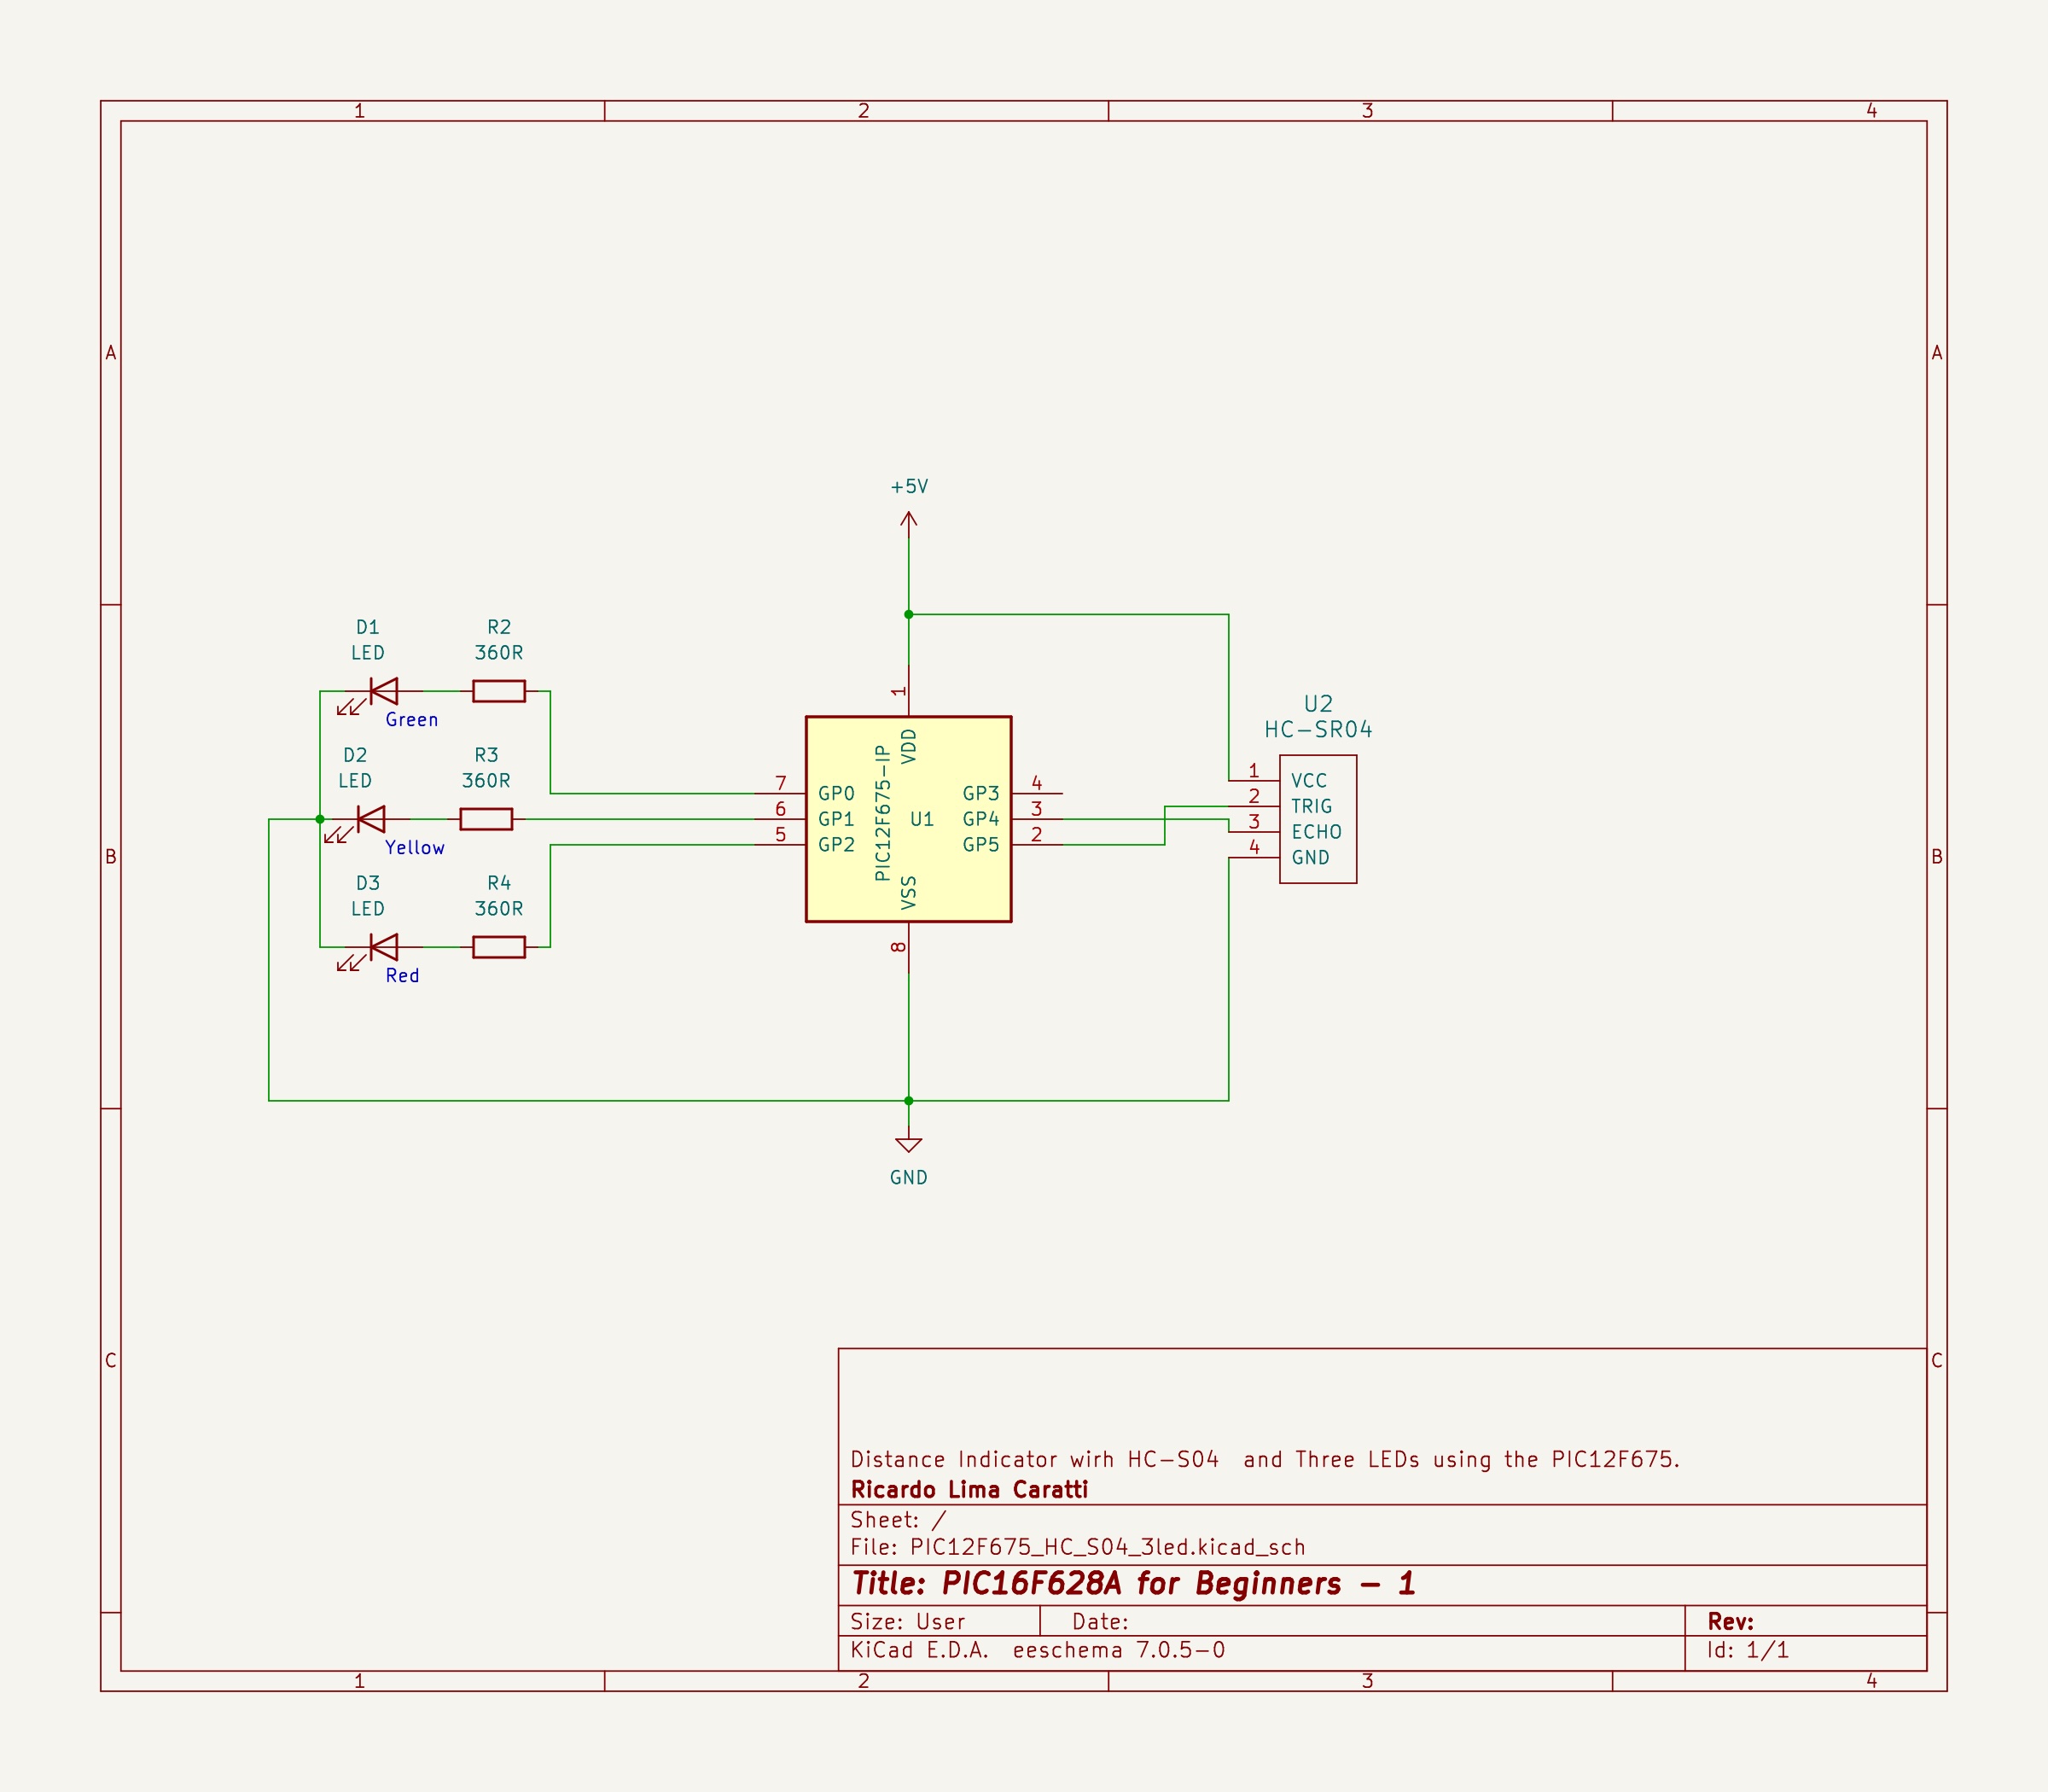 1 2 3 4
A A
+5V
D1 R2
LED 360R
Green
1
U2
HC-SR04
D2 R3
LED 360R
Yellow
VDD
PIC12F675-IP
U1
VSS
7 GP0 GP3 4
6 GP1 GP4 3
5 GP2 GP5 2
1 VCC
2 TRIG
3 ECHO
4 GND
B B
D3 R4
LED 360R
Red
8
GND
C C
Distance Indicator wirh HC-S04 and Three LEDs using the PIC12F675.
Ricardo Lima Caratti
Sheet: /
File: PIC12F675_HC_S04_3led.kicad_sch
Title: PIC16F628A for Beginners - 1
Size: User Date: Rev:
KiCad E.D.A. eeschema 7.0.5-0 Id: 1/1
1 2 3 4